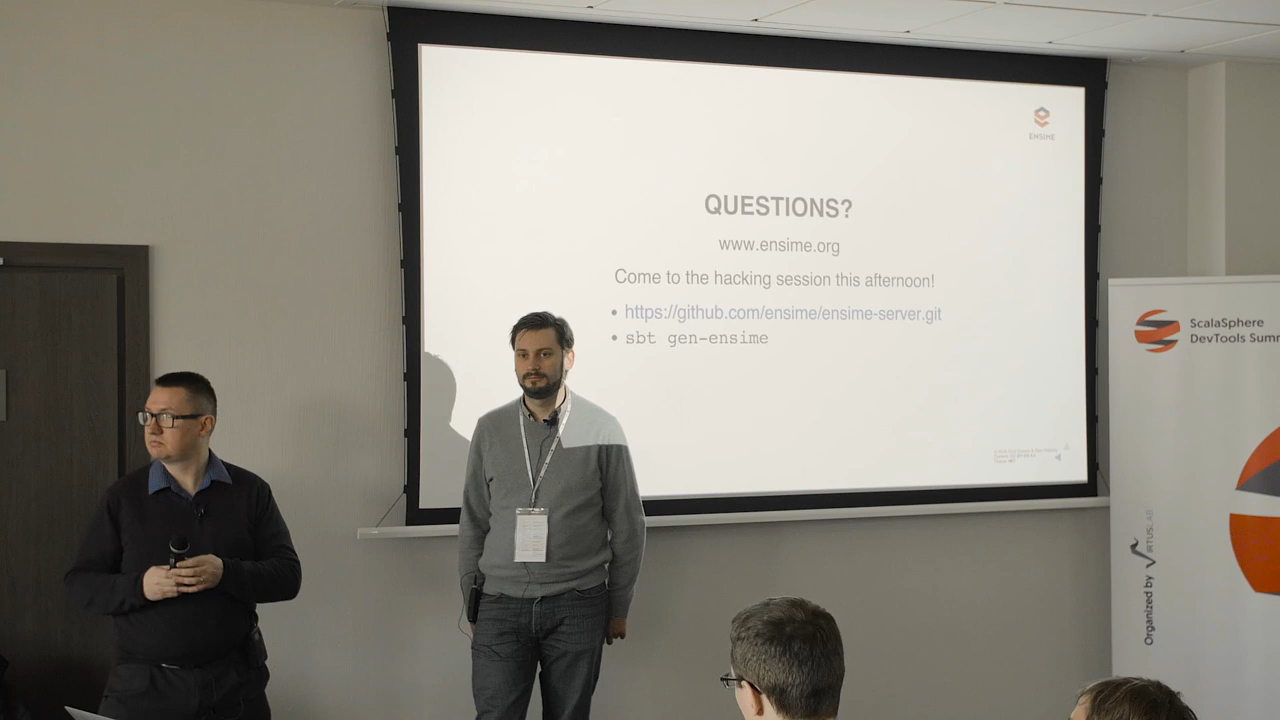 ENSIME
QUESTIONS?
www.ensime.org
Come to the hacking session this afternoon!
• https://github.com/ensime/ensime-server.git
• sbt gen-ensime
ScalaSphere
DevTools Summ
Organized by VIRTUSLAB